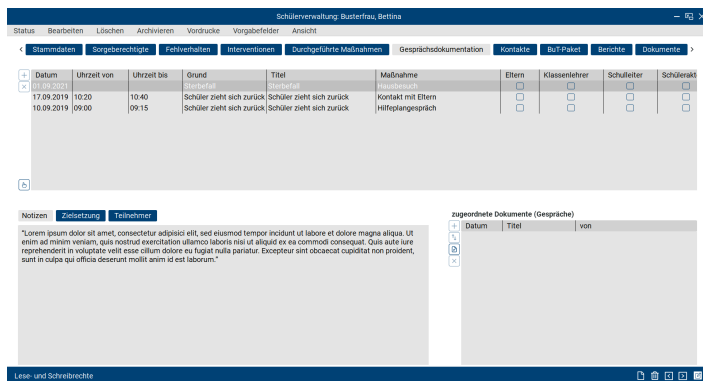 Schülerverwaltung: Busterfrau, Bettina
Status Bearbeiten Löschen Archivieren Vordrucke Vorgabefelder Ansicht
Stammdaten Sorgeberechtigte Fehlverhalten Interventionen Durchgeführte Maßnahmen Gesprächsdokumentation Kontakte BuT-Paket Berichte Dokumente
Datum Uhrzeit von Uhrzeit bis Grund Titel Maßnahme Eltern Klassenlehrer Schulleiter Schülerakt
01.09.2021 Sterbefall Sterbefall Hausbesuch
17.09.2019 10:20 10:40 Schüler zieht sich zurück Schüler zieht sich zurück Kontakt mit Eltern
10.09.2019 09:00 09:15 Schüler zieht sich zurück Schüler zieht sich zurück Hilfeplangespräch
Notizen Zielsetzung Teilnehmer
zugeordnete Dokumente (Gespräche)
Datum Titel von
"Lorem ipsum dolor sit amet, consectetur adipisici elit, sed eiusmod tempor incidunt ut labore et dolore magna aliqua. Ut
enim ad minim veniam, quis nostrud exercitation ullamco laboris nisi ut aliquid ex ea commodi consequat. Quis aute iure
reprehenderit in voluptate velit esse cillum dolore eu fugiat nulla pariatur. Excepteur sint obcaecat cupiditat non proident,
sunt in culpa qui officia deserunt mollit anim id est laborum."
Lese- und Schreibrechte